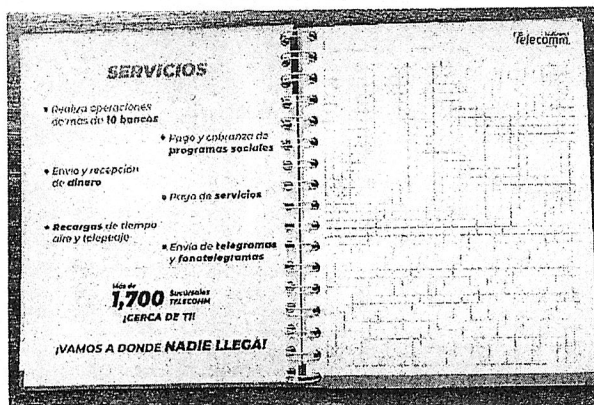 SERVICIOS
• Realiza operaciones
de más de 10 bancos
• Pago y cobranza de
programas sociales
• Envío y recepción
de dinero
• Pago de servicios
• Recargas de tiempo
aire y telepeaje
• Envío de telegramas
y fonotelegramas
Más de
1,700 Sucursales
TELECOMM
¡CERCA DE TI!
¡VAMOS A DONDE NADIE LLEGA!
Telecomm.